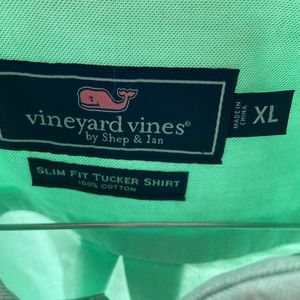 vineyard vines®
by Shep & Ian
MADE IN
CHINA
XL
SLIM FIT TUCKER SHIRT
100% COTTON